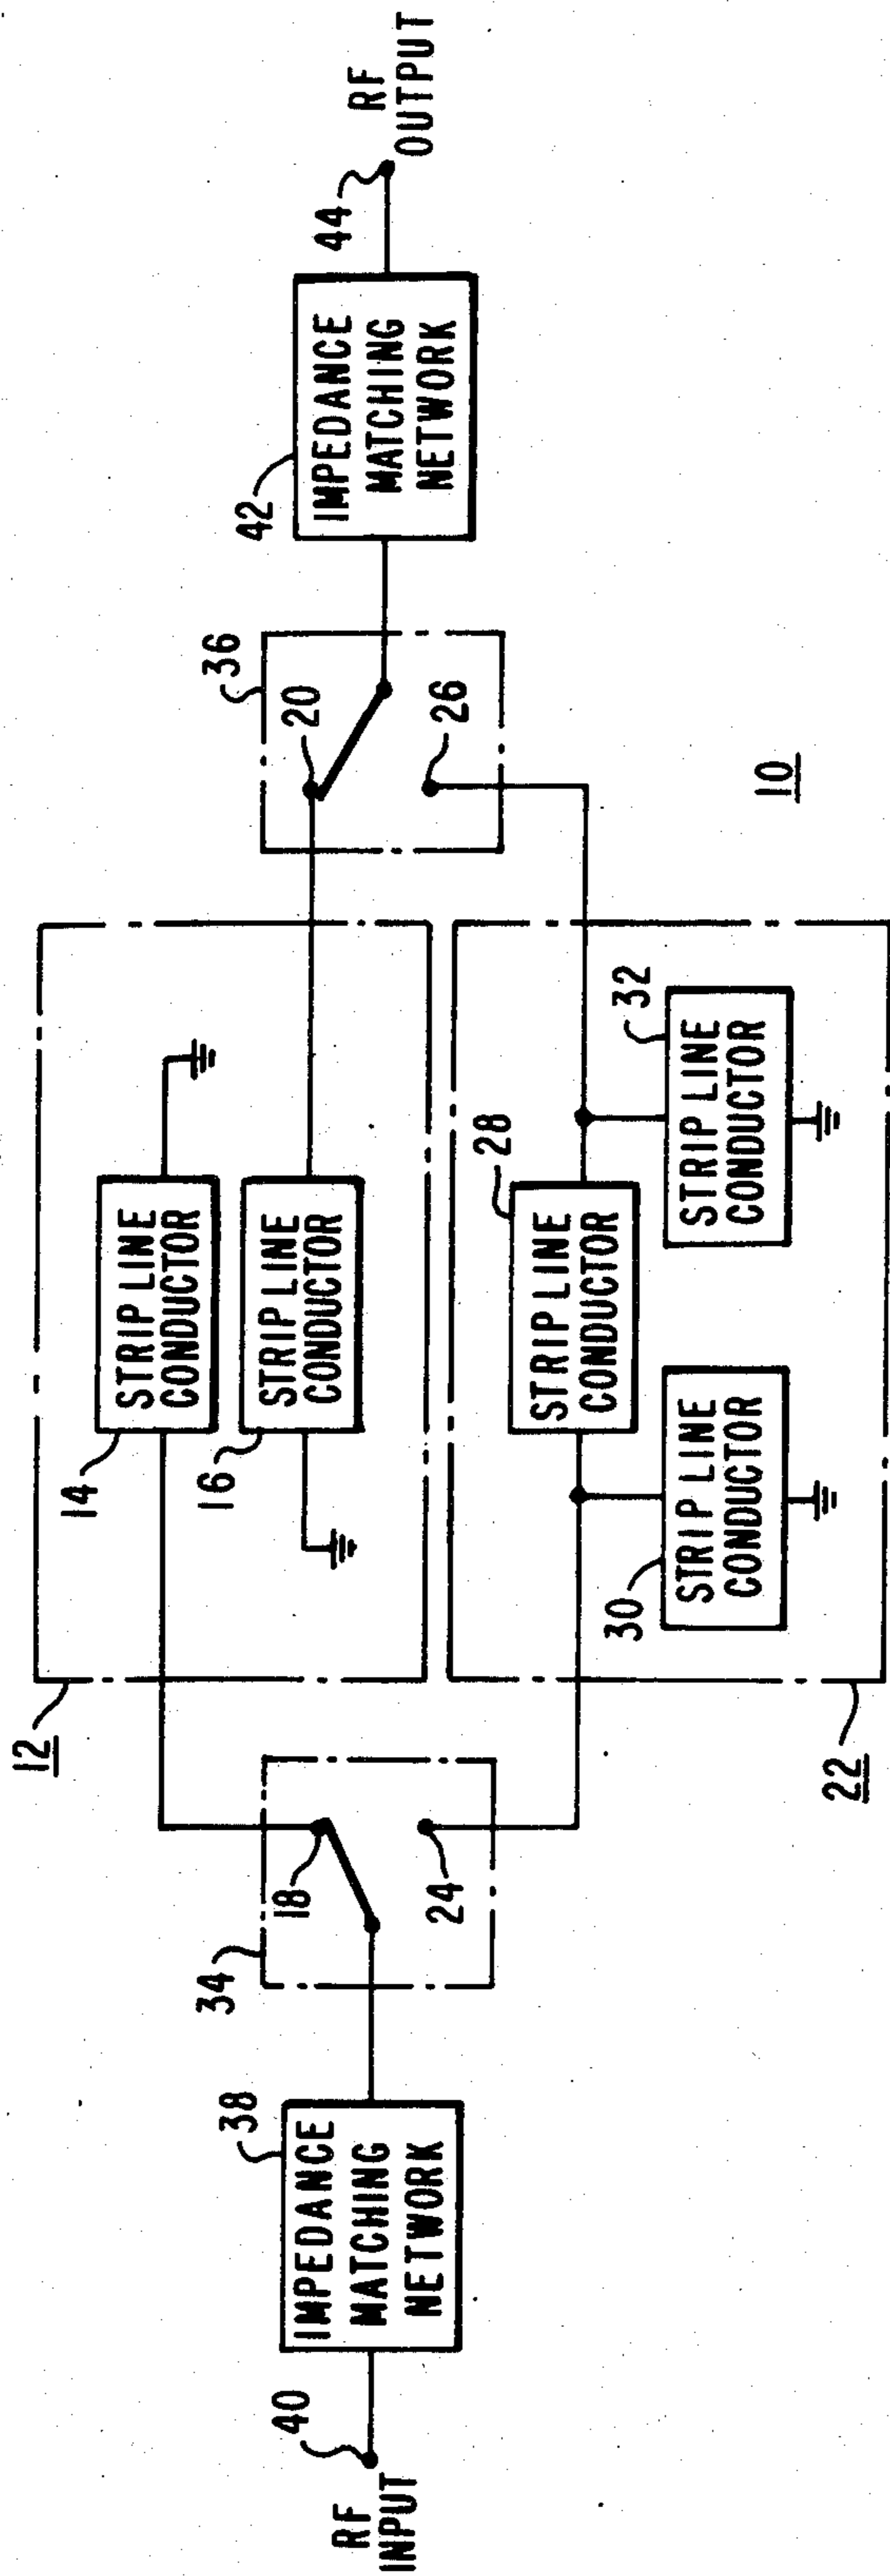 12
14
STRIP LINE
CONDUCTOR
16
STRIP LINE
CONDUCTOR
34
18
24
36
20
26
38
IMPEDANCE
MATCHING
NETWORK
40
RF
INPUT
42
IMPEDANCE
MATCHING
NETWORK
44
RF
OUTPUT
28
STRIP LINE
CONDUCTOR
30
STRIP LINE
CONDUCTOR
32
STRIP LINE
CONDUCTOR
22
10